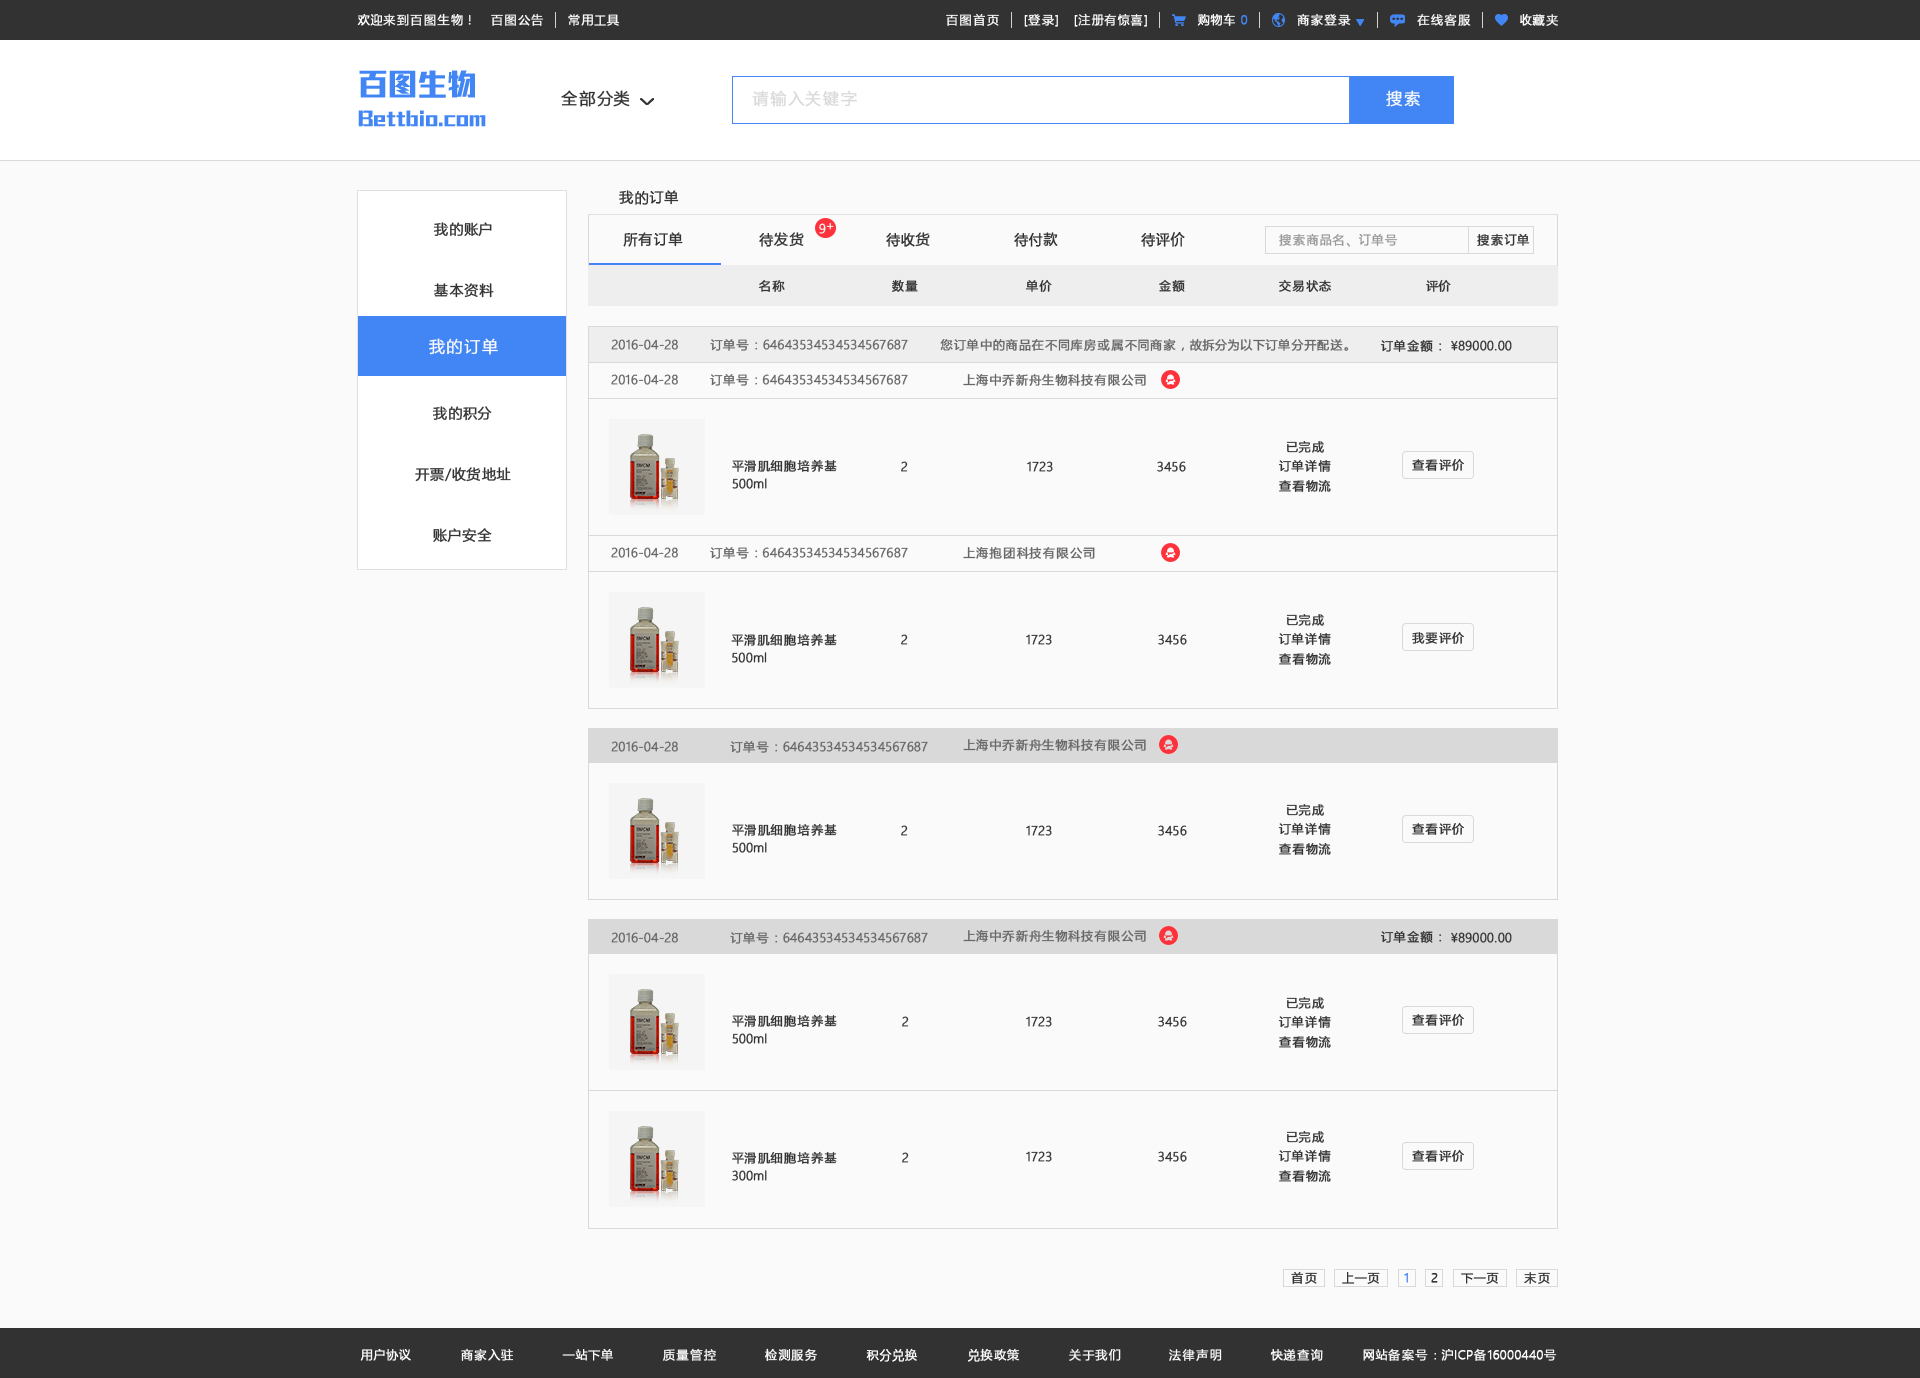 欢迎来到百图生物！ 百图公告 常用工具 百图首页 [登录] [注册有惊喜] 购物车 0 商家登录 在线客服 收藏夹
百图生物
Bettbio.com
全部分类
请输入关键字
搜索
我的账户
基本资料
我的订单
我的积分
开票/收货地址
账户安全
我的订单
所有订单 待发货 9+ 待收货 待付款 待评价 搜索商品名、订单号 搜索订单
名称 数量 单价 金额 交易状态 评价
2016-04-28 订单号：64643534534534567687 您订单中的商品在不同库房或属不同商家，故拆分为以下订单分开配送。 订单金额： ¥89000.00
2016-04-28 订单号：64643534534534567687 上海中乔新舟生物科技有限公司
平滑肌细胞培养基
500ml
2 1723 3456
已完成
订单详情
查看物流
查看评价
2016-04-28 订单号：64643534534534567687 上海抱团科技有限公司
平滑肌细胞培养基
500ml
2 1723 3456
已完成
订单详情
查看物流
我要评价
2016-04-28 订单号：64643534534534567687 上海中乔新舟生物科技有限公司
平滑肌细胞培养基
500ml
2 1723 3456
已完成
订单详情
查看物流
查看评价
2016-04-28 订单号：64643534534534567687 上海中乔新舟生物科技有限公司 订单金额： ¥89000.00
平滑肌细胞培养基
500ml
2 1723 3456
已完成
订单详情
查看物流
查看评价
平滑肌细胞培养基
300ml
2 1723 3456
已完成
订单详情
查看物流
查看评价
首页 上一页 1 2 下一页 末页
用户协议 商家入驻 一站下单 质量管控 检测服务 积分兑换 兑换政策 关于我们 法律声明 快递查询 网站备案号：沪ICP备16000440号